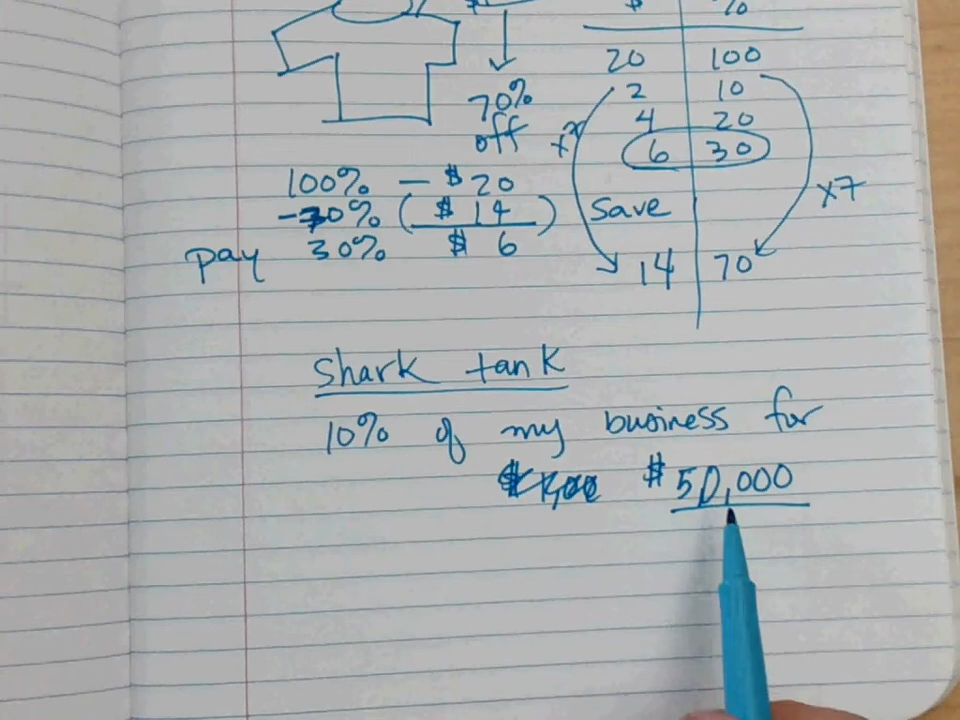 $ %
20 100
70% 2 10
off x7 4 20
6 30
100% - $20
-70% ($ 14) Save x7
pay 30% $ 6
14 70
Shark tank
10% of my business for
$50,000